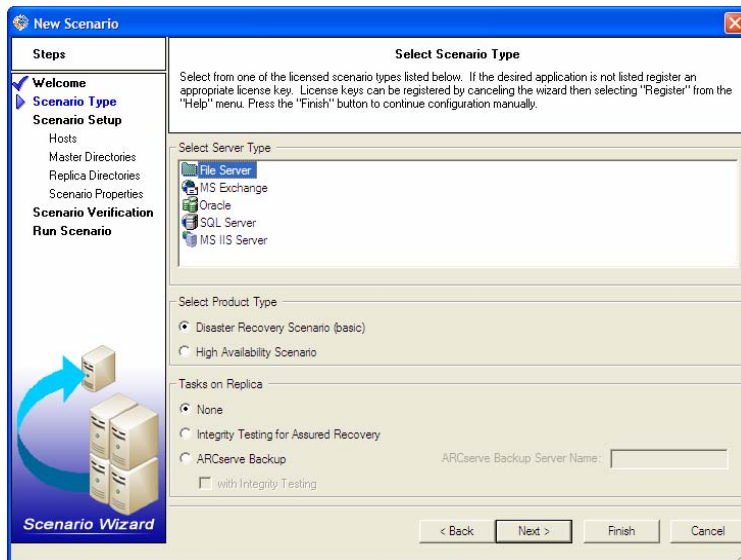 New Scenario
Steps
Welcome
Scenario Type
Scenario Setup
Hosts
Master Directories
Replica Directories
Scenario Properties
Scenario Verification
Run Scenario
Scenario Wizard
Select Scenario Type
Select from one of the licensed scenario types listed below. If the desired application is not listed register an
appropriate license key. License keys can be registered by canceling the wizard then selecting "Register" from the
"Help" menu. Press the "Finish" button to continue configuration manually.
Select Server Type
File Server
MS Exchange
Oracle
SQL Server
MS IIS Server
Select Product Type
Disaster Recovery Scenario (basic)
High Availability Scenario
Tasks on Replica
None
Integrity Testing for Assured Recovery
ARCserve Backup
ARCserve Backup Server Name:
with Integrity Testing
< Back
Next >
Finish
Cancel